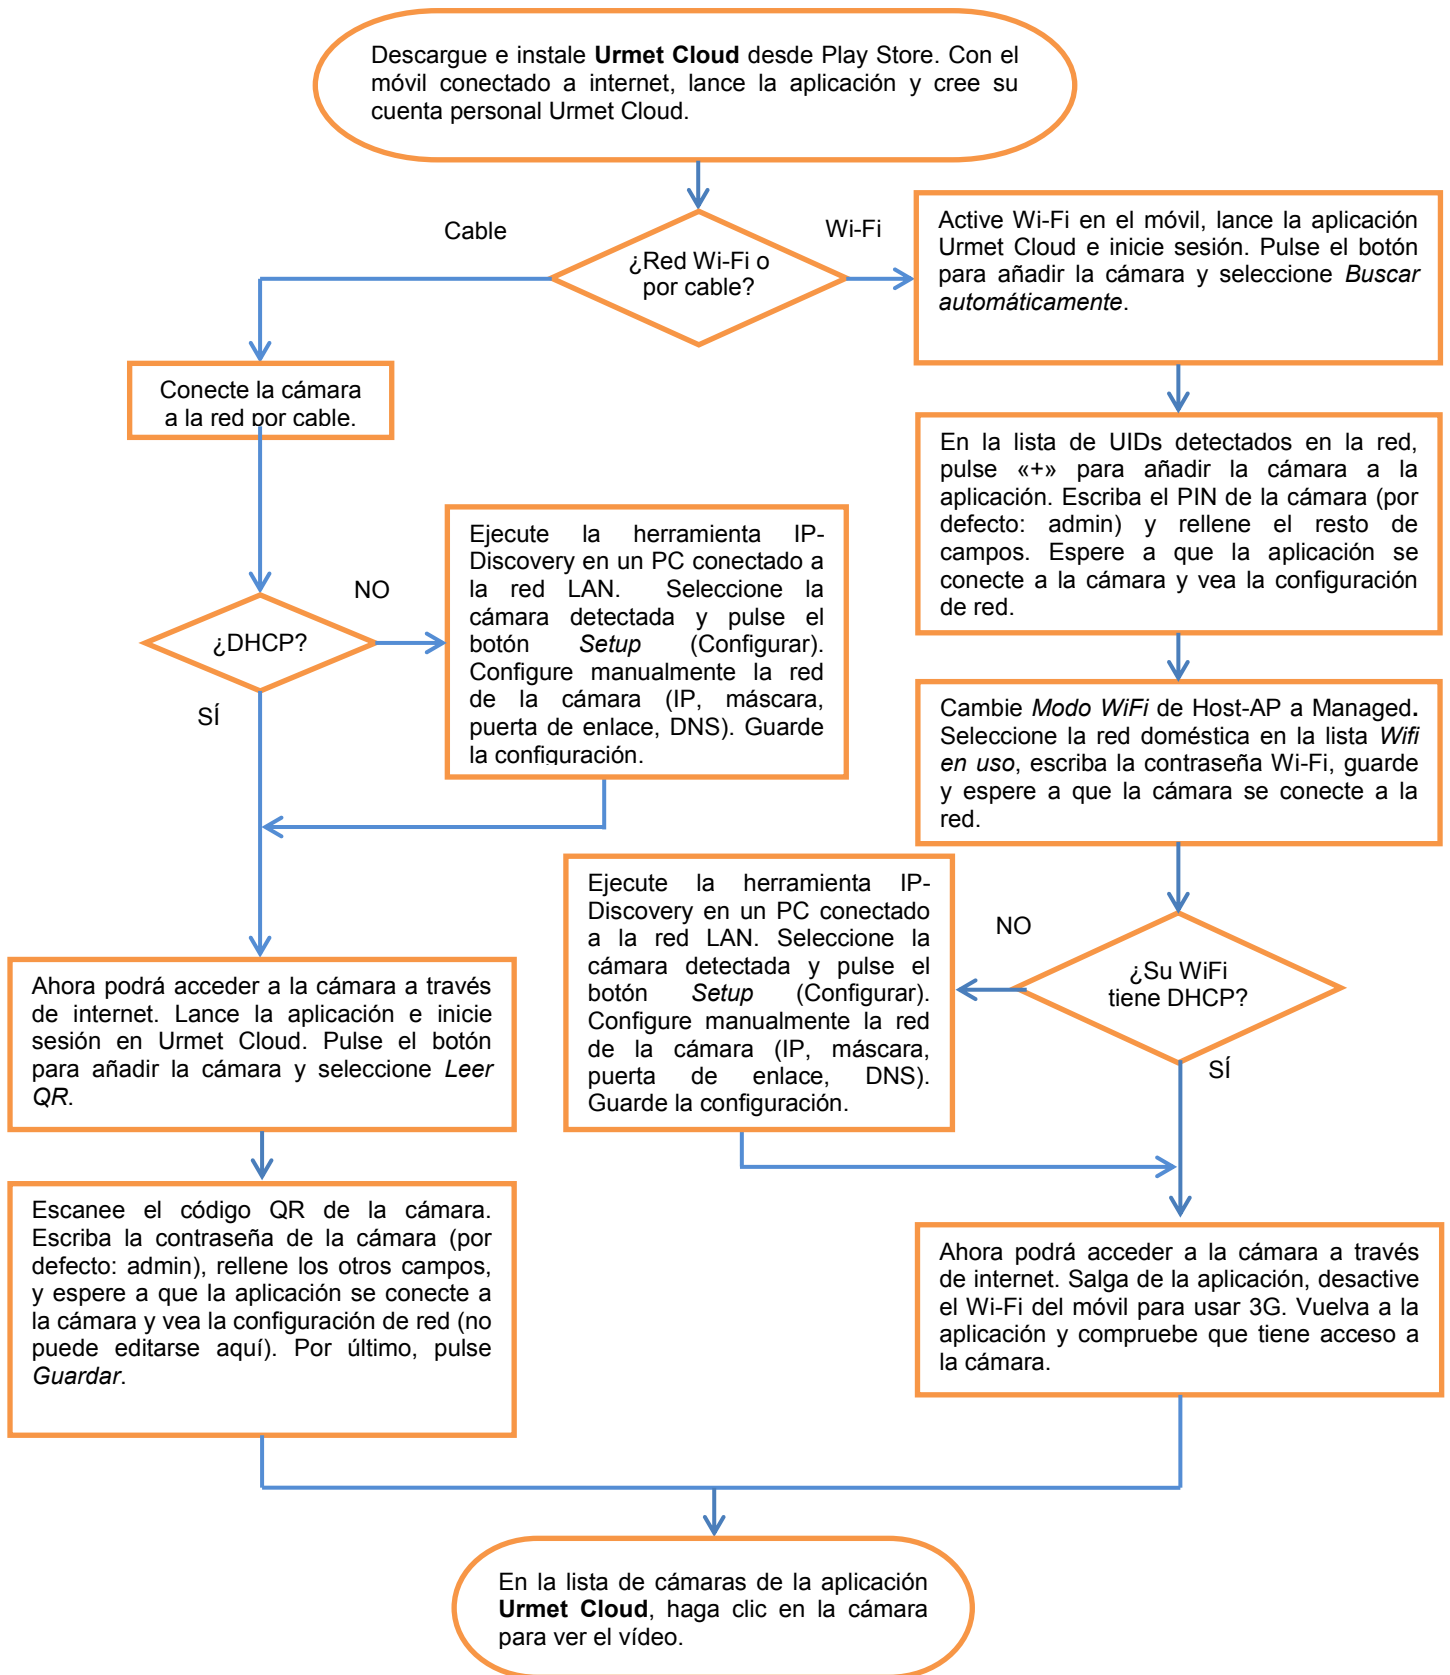 Descargue e instale Urmet Cloud desde Play Store. Con el
móvil conectado a internet, lance la aplicación y cree su
cuenta personal Urmet Cloud.
Cable
Wi-Fi
¿Red Wi-Fi o
por cable?
Active Wi-Fi en el móvil, lance la aplicación
Urmet Cloud e inicie sesión. Pulse el botón
para añadir la cámara y seleccione Buscar
automáticamente.
Conecte la cámara
a la red por cable.
En la lista de UIDs detectados en la red,
pulse «+» para añadir la cámara a la
aplicación. Escriba el PIN de la cámara (por
defecto: admin) y rellene el resto de
campos. Espere a que la aplicación se
conecte a la cámara y vea la configuración
de red.
Ejecute la herramienta IP-
Discovery en un PC conectado a
la red LAN. Seleccione la
cámara detectada y pulse el
botón Setup (Configurar).
Configure manualmente la red
de la cámara (IP, máscara,
puerta de enlace, DNS). Guarde
la configuración.
NO
¿DHCP?
SÍ
Cambie Modo WiFi de Host-AP a Managed.
Seleccione la red doméstica en la lista Wifi
en uso, escriba la contraseña Wi-Fi, guarde
y espere a que la cámara se conecte a la
red.
Ejecute la herramienta IP-
Discovery en un PC conectado
a la red LAN. Seleccione la
cámara detectada y pulse el
botón Setup (Configurar).
Configure manualmente la red
de la cámara (IP, máscara,
puerta de enlace, DNS).
Guarde la configuración.
NO
¿Su WiFi
tiene DHCP?
SÍ
Ahora podrá acceder a la cámara a través
de internet. Lance la aplicación e inicie
sesión en Urmet Cloud. Pulse el botón
para añadir la cámara y seleccione Leer
QR.
Escanee el código QR de la cámara.
Escriba la contraseña de la cámara (por
defecto: admin), rellene los otros campos,
y espere a que la aplicación se conecte a
la cámara y vea la configuración de red (no
puede editarse aquí). Por último, pulse
Guardar.
Ahora podrá acceder a la cámara a través
de internet. Salga de la aplicación, desactive
el Wi-Fi del móvil para usar 3G. Vuelva a la
aplicación y compruebe que tiene acceso a
la cámara.
En la lista de cámaras de la aplicación
Urmet Cloud, haga clic en la cámara
para ver el vídeo.